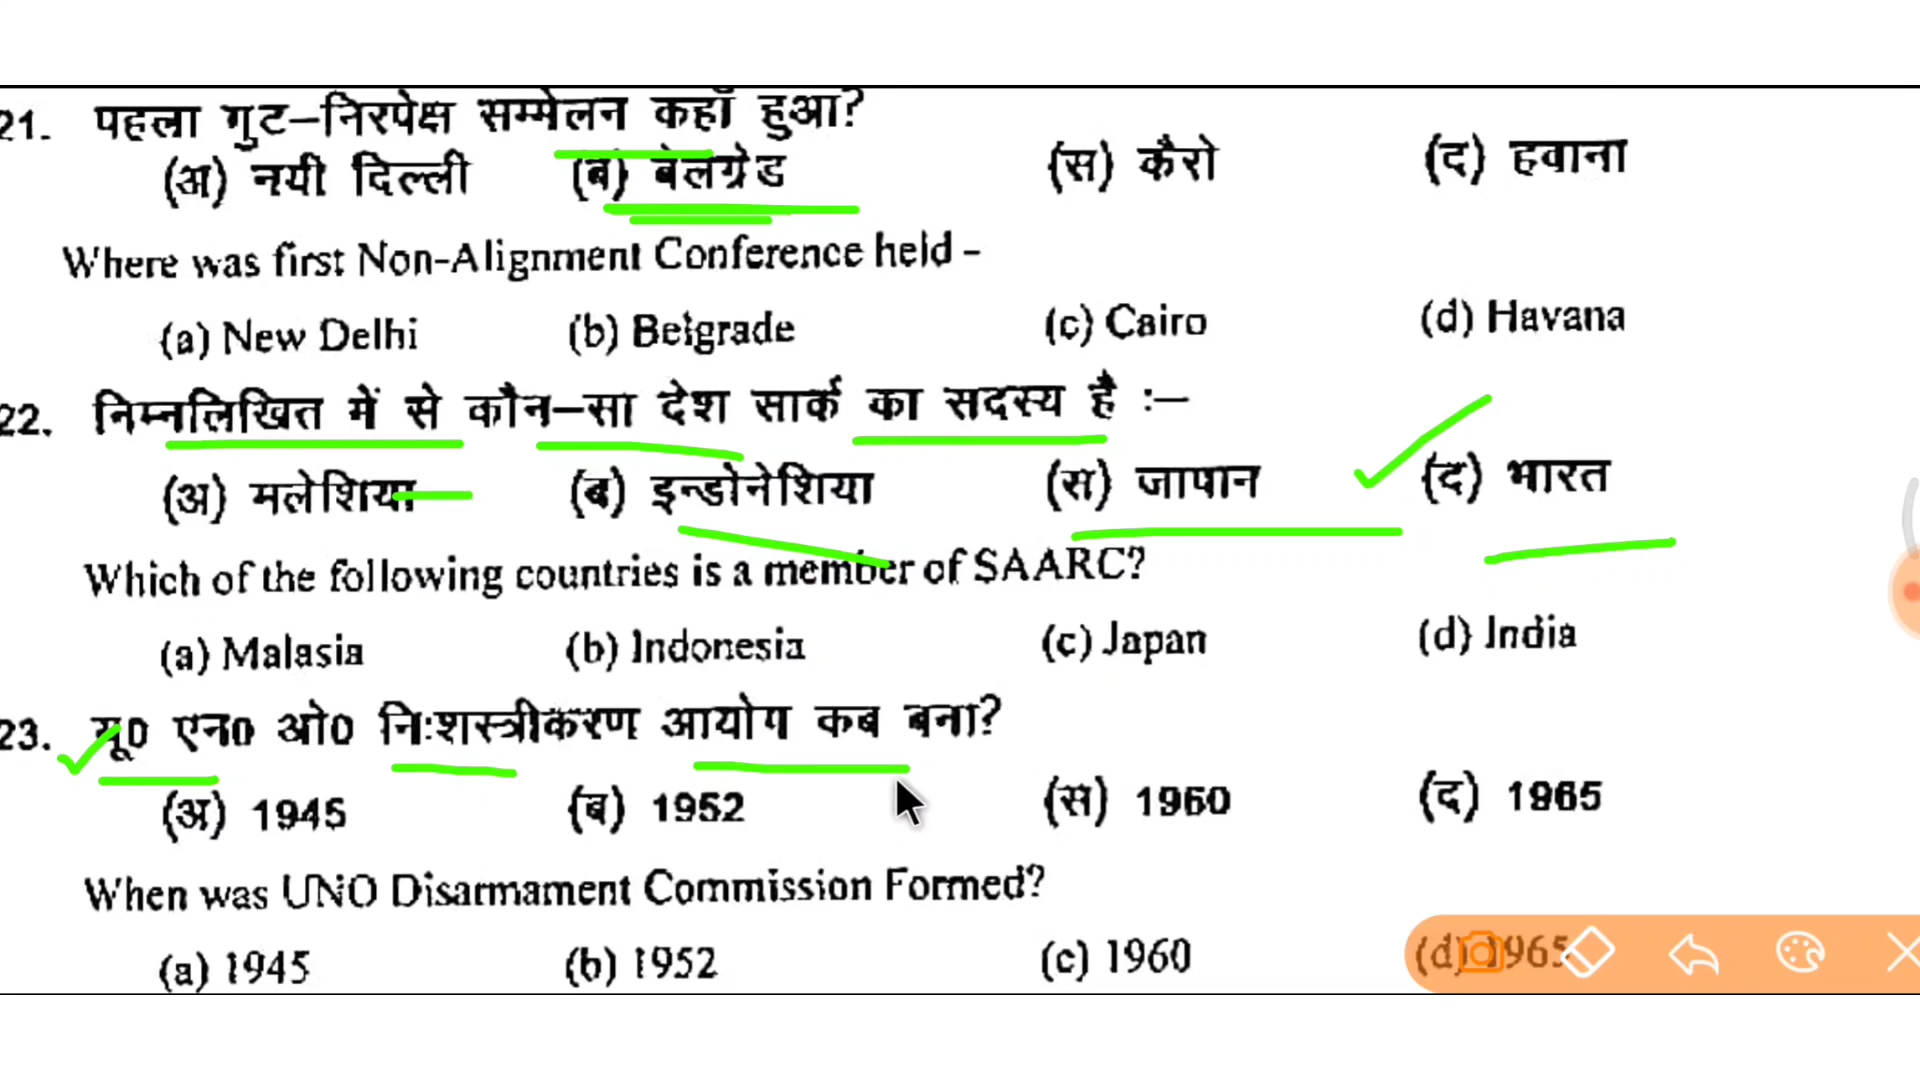 21. पहला गुट–निरपेक्ष सम्मेलन कहाँ हुआ?
(अ) नयी दिल्ली (ब) बेलग्रेड (स) कैरो (द) हवाना
Where was first Non-Alignment Conference held -
(a) New Delhi (b) Belgrade (c) Cairo (d) Havana
22. निम्नलिखित में से कौन–सा देश सार्क का सदस्य है :–
(अ) मलेशिया (ब) इन्डोनेशिया (स) जापान (द) भारत
Which of the following countries is a member of SAARC?
(a) Malasia (b) Indonesia (c) Japan (d) India
23. यू0 एन0 ओ0 निःशस्त्रीकरण आयोग कब बना?
(अ) 1945 (ब) 1952 (स) 1960 (द) 1965
When was UNO Disarmament Commission Formed?
(a) 1945 (b) 1952 (c) 1960 (d) 1965